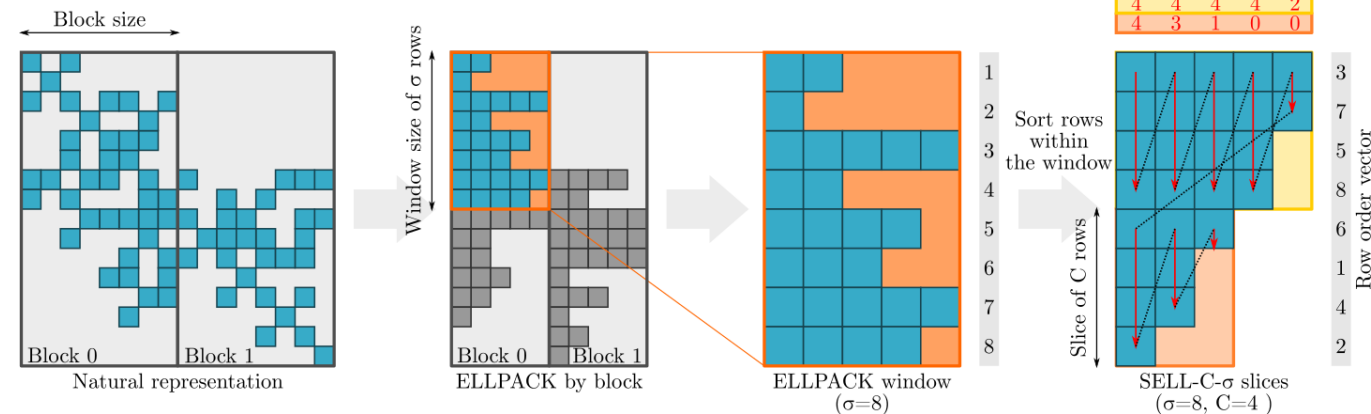 Block size
Block 0
Block 1
Natural representation
Window size of σ rows
Block 0
Block 1
ELLPACK by block
1
2
3
4
5
6
7
8
ELLPACK window
(σ=8)
Sort rows
within
the window
4 4 4 4 2
4 3 1 0 0
Slice of C rows
3
7
5
8
6
1
4
2
Row order vector
SELL-C-σ slices
(σ=8, C=4 )